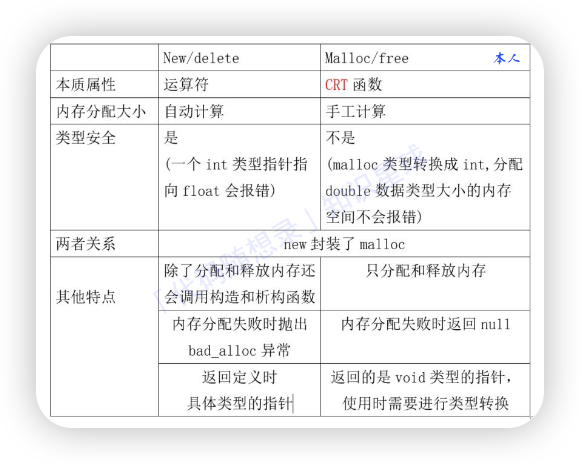 New/delete Malloc/free 本人
本质属性 运算符 CRT 函数
内存分配大小 自动计算 手工计算
类型安全 是 不是
(一个 int 类型指针指 (malloc 类型转换成 int,分配
向 float 会报错) double 数据类型大小的内存
空间不会报错)
两者关系 new 封装了 malloc
除了分配和释放内存还 只分配和释放内存
其他特点 会调用构造和析构函数
内存分配失败时抛出 内存分配失败时返回 null
bad_alloc 异常
返回定义时 返回的是 void 类型的指针,
具体类型的指针 使用时需要进行类型转换
「代码随想录」知识星球